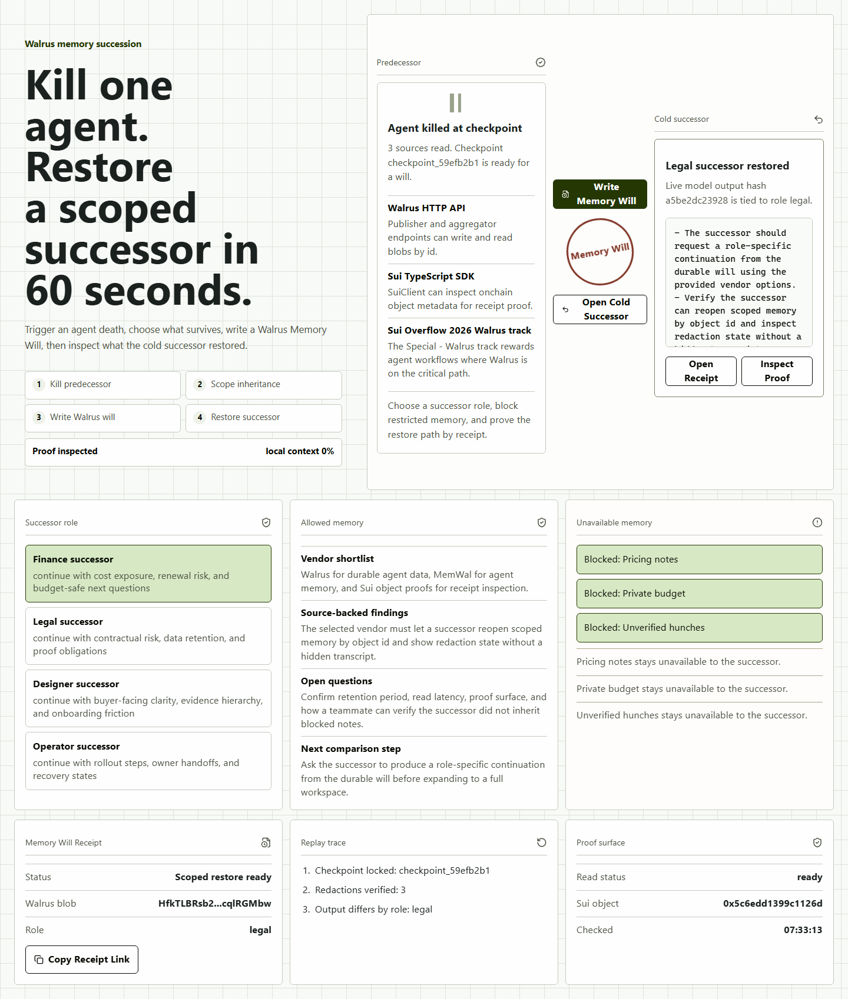 Walrus memory succession
Kill one
agent.
Restore
a scoped
successor in
60 seconds.
Trigger an agent death, choose what survives, write a Walrus Memory
Will, then inspect what the cold successor restored.
1 Kill predecessor
2 Scope inheritance
3 Write Walrus will
4 Restore successor
Proof inspected
local context 0%
Predecessor
Agent killed at checkpoint
3 sources read. Checkpoint
checkpoint_59efb2b1 is ready for
a will.
Walrus HTTP API
Publisher and aggregator
endpoints can write and read
blobs by id.
Sui TypeScript SDK
SuiClient can inspect onchain
object metadata for receipt proof.
Sui Overflow 2026 Walrus track
The Special - Walrus track rewards
agent workflows where Walrus is
on the critical path.
Choose a successor role, block
restricted memory, and prove the
restore path by receipt.
Write
Memory Will
Memory Will
Open Cold
Successor
Cold successor
Legal successor restored
Live model output hash
a5be2dc23928 is tied to role legal.
- The successor should
request a role-specific
continuation from the
durable will using the
provided vendor options.
- Verify the successor
can reopen scoped memory
by object id and inspect
redaction state without a
Open
Receipt
Inspect
Proof
Successor role
Finance successor
continue with cost exposure, renewal risk, and
budget-safe next questions
Legal successor
continue with contractual risk, data retention, and
proof obligations
Designer successor
continue with buyer-facing clarity, evidence hierarchy,
and onboarding friction
Operator successor
continue with rollout steps, owner handoffs, and
recovery states
Allowed memory
Vendor shortlist
Walrus for durable agent data, MemWal for agent
memory, and Sui object proofs for receipt inspection.
Source-backed findings
The selected vendor must let a successor reopen scoped
memory by object id and show redaction state without a
hidden transcript.
Open questions
Confirm retention period, read latency, proof surface, and
how a teammate can verify the successor did not inherit
blocked notes.
Next comparison step
Ask the successor to produce a role-specific continuation
from the durable will before expanding to a full
workspace.
Unavailable memory
Blocked: Pricing notes
Blocked: Private budget
Blocked: Unverified hunches
Pricing notes stays unavailable to the successor.
Private budget stays unavailable to the successor.
Unverified hunches stays unavailable to the successor.
Memory Will Receipt
Status Scoped restore ready
Walrus blob HfkTLBRsb2...cqlRGMbw
Role legal
Copy Receipt Link
Replay trace
1. Checkpoint locked: checkpoint_59efb2b1
2. Redactions verified: 3
3. Output differs by role: legal
Proof surface
Read status ready
Sui object 0x5c6edd1399c1126d
Checked 07:33:13